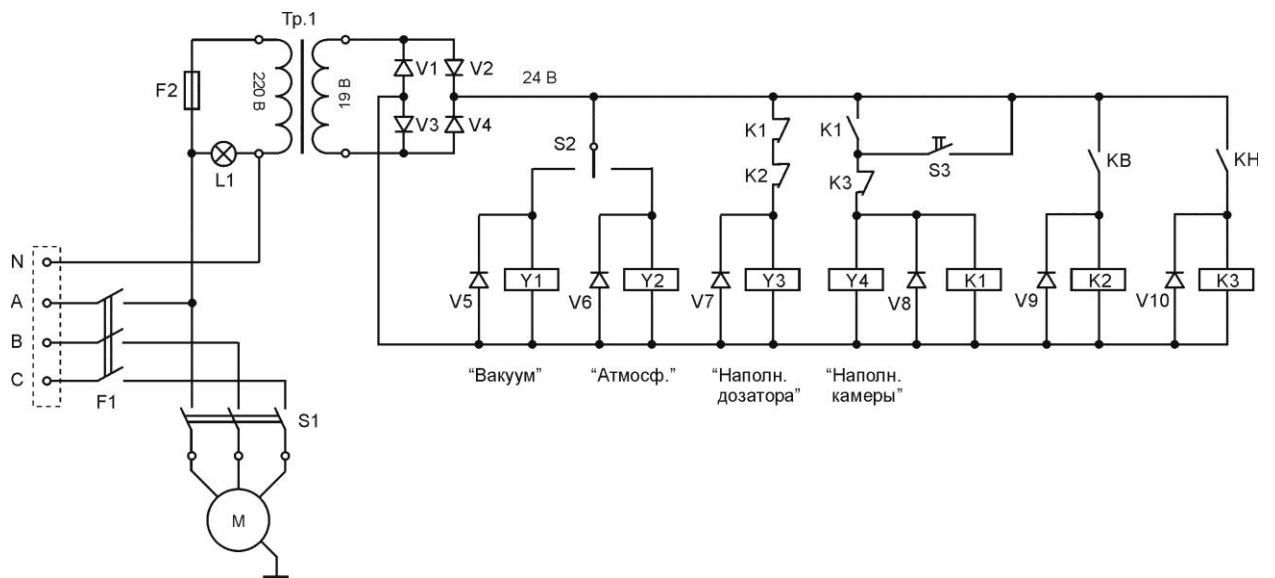 Тр.1
F2
220 В
19 В
V1
V2
V3
V4
24 В
L1
S2
K1
K2
K1
K3
S3
КВ
КН
N
A
B
C
F1
S1
M
V5
Y1
V6
Y2
V7
Y3
Y4
V8
K1
V9
K2
V10
K3
“Вакуум”
“Атмосф.”
“Наполн.
дозатора”
“Наполн.
камеры”